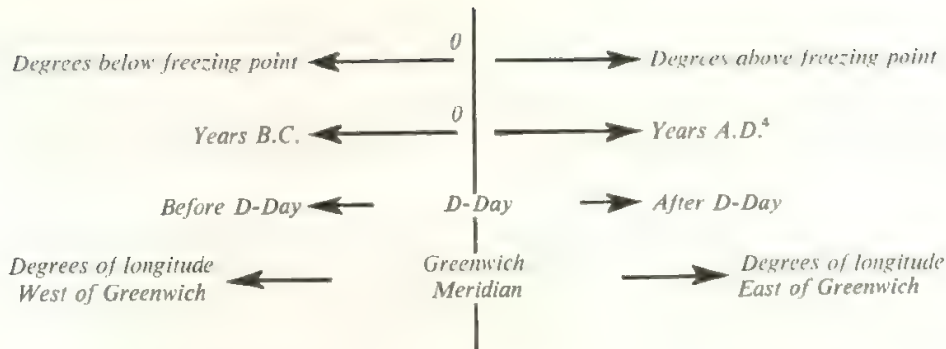 0
Degrees below freezing point Degrees above freezing point
0
Years B.C. Years A.D.⁴
Before D-Day D-Day After D-Day
Degrees of longitude Greenwich Degrees of longitude
West of Greenwich Meridian East of Greenwich